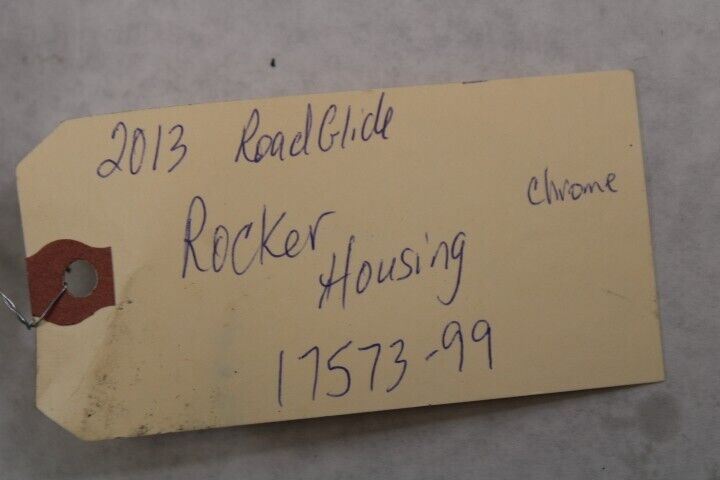 2013 RoadGlide
Chrome
Rocker
Housing
17573-99